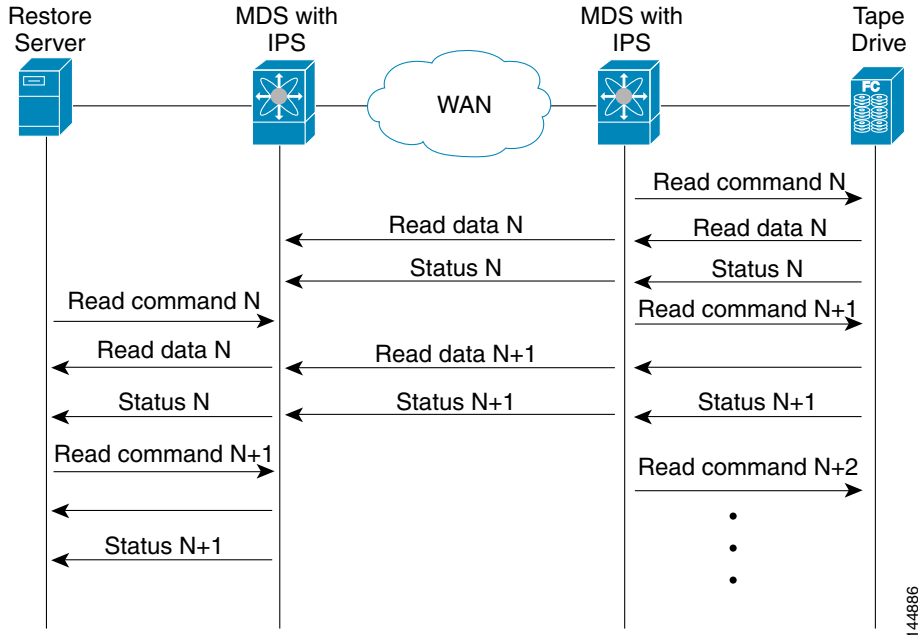 Restore
Server
MDS with
IPS
MDS with
IPS
Tape
Drive
WAN
FC
Read command N
Read data N
Read data N
Status N
Status N
Read command N
Read command N+1
Read data N
Read data N+1
Status N
Status N+1
Status N+1
Read command N+1
Read command N+2
Status N+1
144886